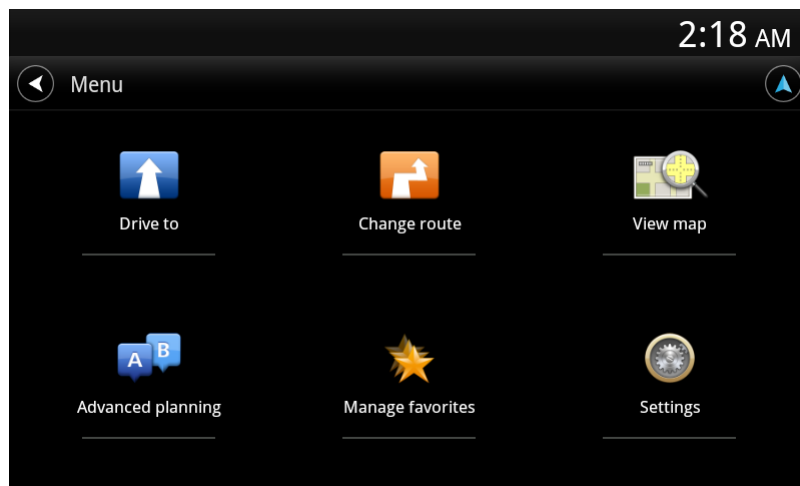 2:18 AM
Menu
Drive to
Change route
View map
A B
Advanced planning
Manage favorites
Settings